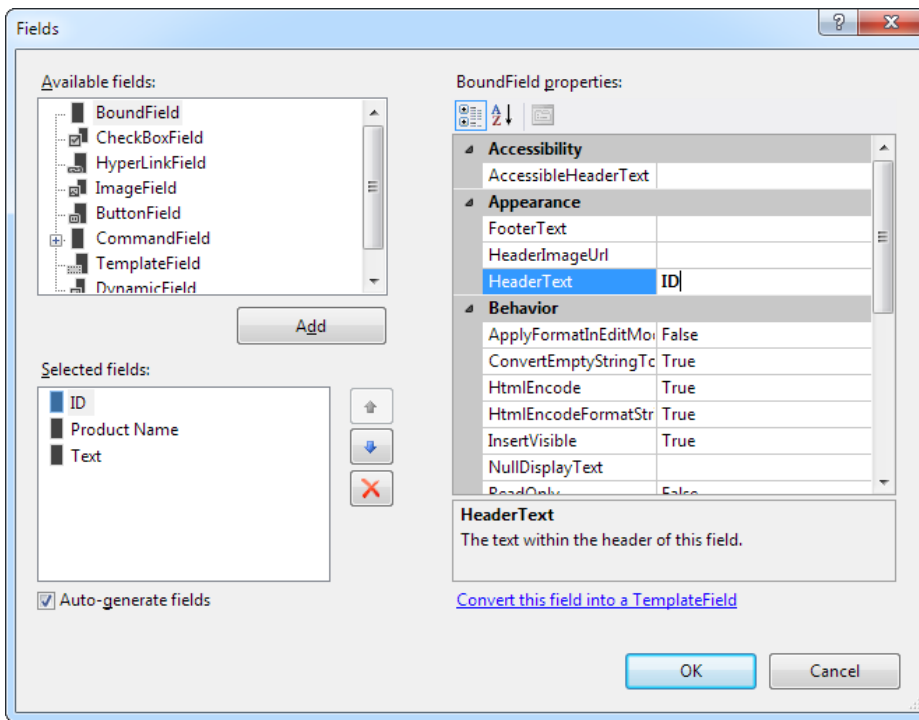 Fields
Available fields:
BoundField
CheckBoxField
HyperLinkField
ImageField
ButtonField
CommandField
TemplateField
DynamicField
Add
Selected fields:
ID
Product Name
Text
Auto-generate fields
BoundField properties:
Accessibility
AccessibleHeaderText
Appearance
FooterText
HeaderImageUrl
HeaderText ID
Behavior
ApplyFormatInEditMo False
ConvertEmptyStringTo True
HtmlEncode True
HtmlEncodeFormatStr True
InsertVisible True
NullDisplayText
ReadOnly False
HeaderText
The text within the header of this field.
Convert this field into a TemplateField
OK Cancel